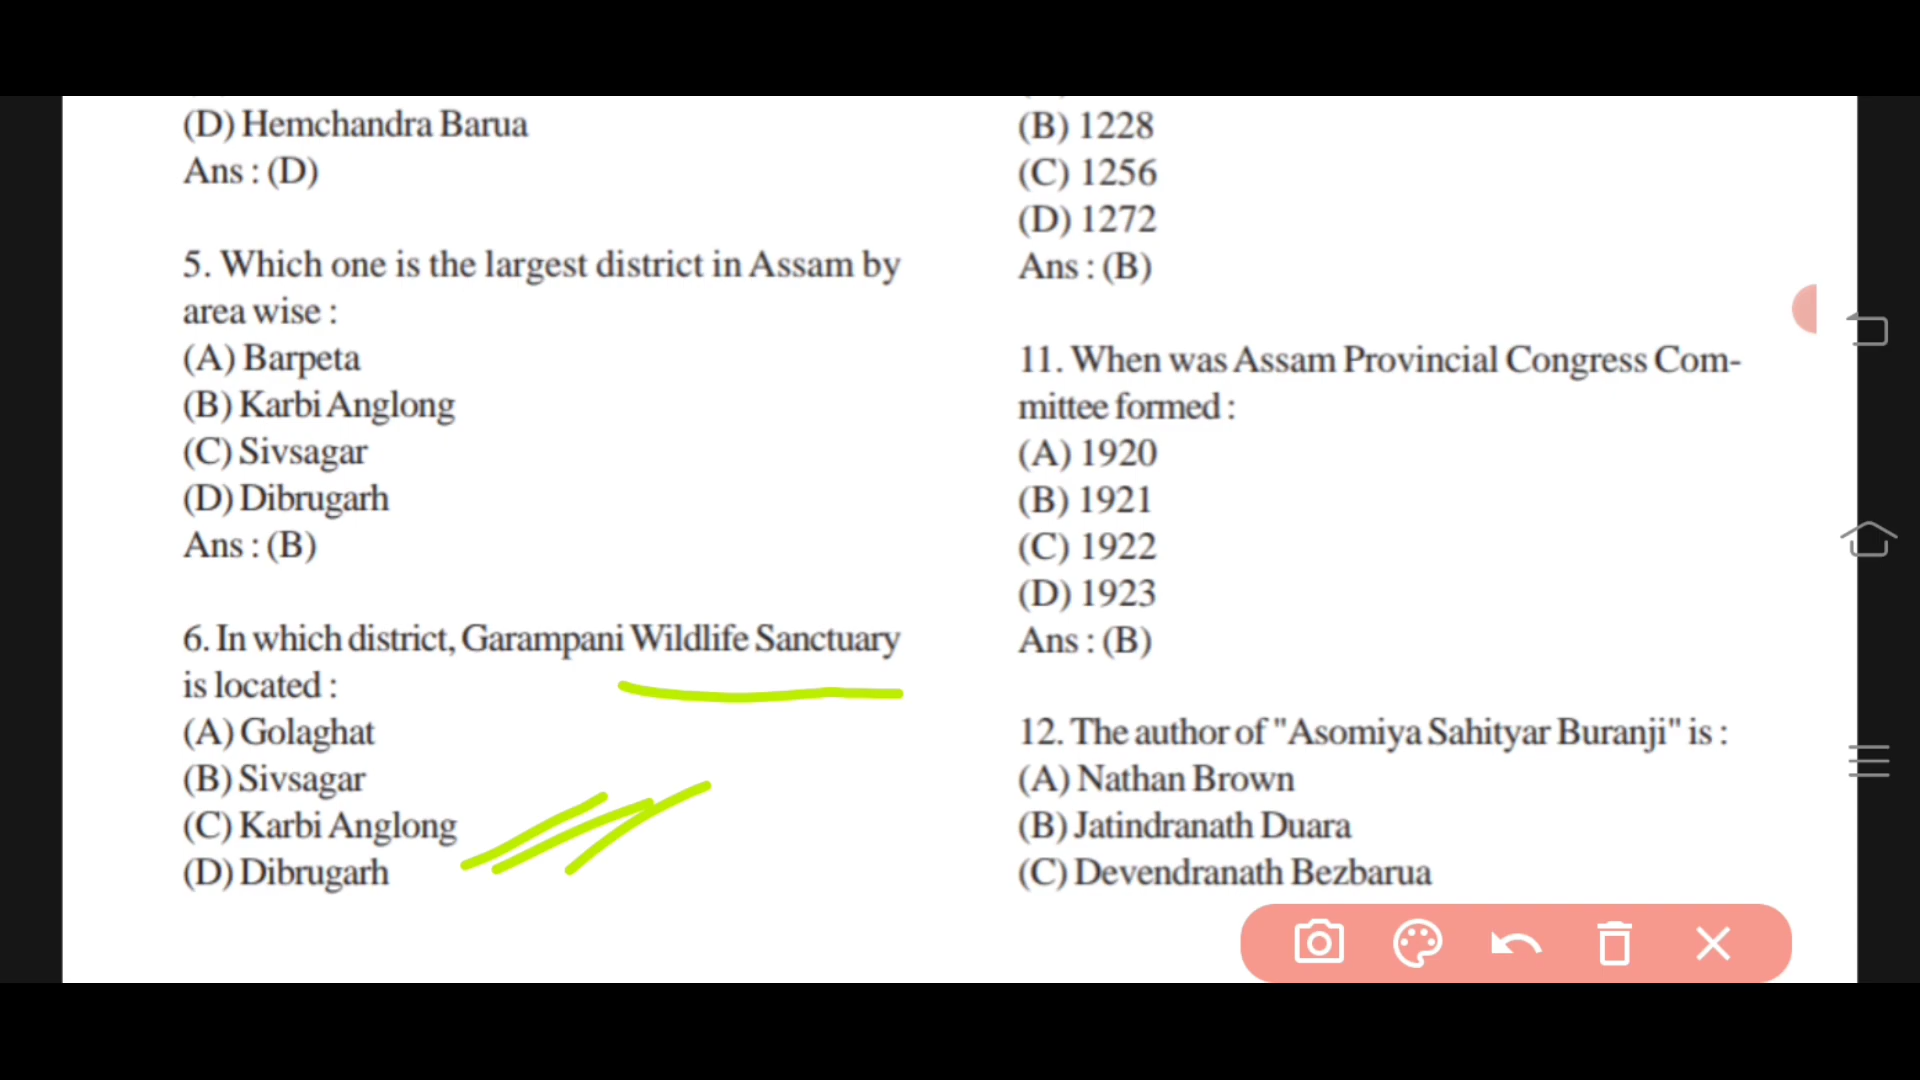 (D) Hemchandra Barua
Ans : (D)
5. Which one is the largest district in Assam by
area wise :
(A) Barpeta
(B) Karbi Anglong
(C) Sivsagar
(D) Dibrugarh
Ans : (B)
6. In which district, Garampani Wildlife Sanctuary
is located :
(A) Golaghat
(B) Sivsagar
(C) Karbi Anglong
(D) Dibrugarh
(B) 1228
(C) 1256
(D) 1272
Ans : (B)
11. When was Assam Provincial Congress Com-
mittee formed :
(A) 1920
(B) 1921
(C) 1922
(D) 1923
Ans : (B)
12. The author of "Asomiya Sahityar Buranji" is :
(A) Nathan Brown
(B) Jatindranath Duara
(C) Devendranath Bezbarua